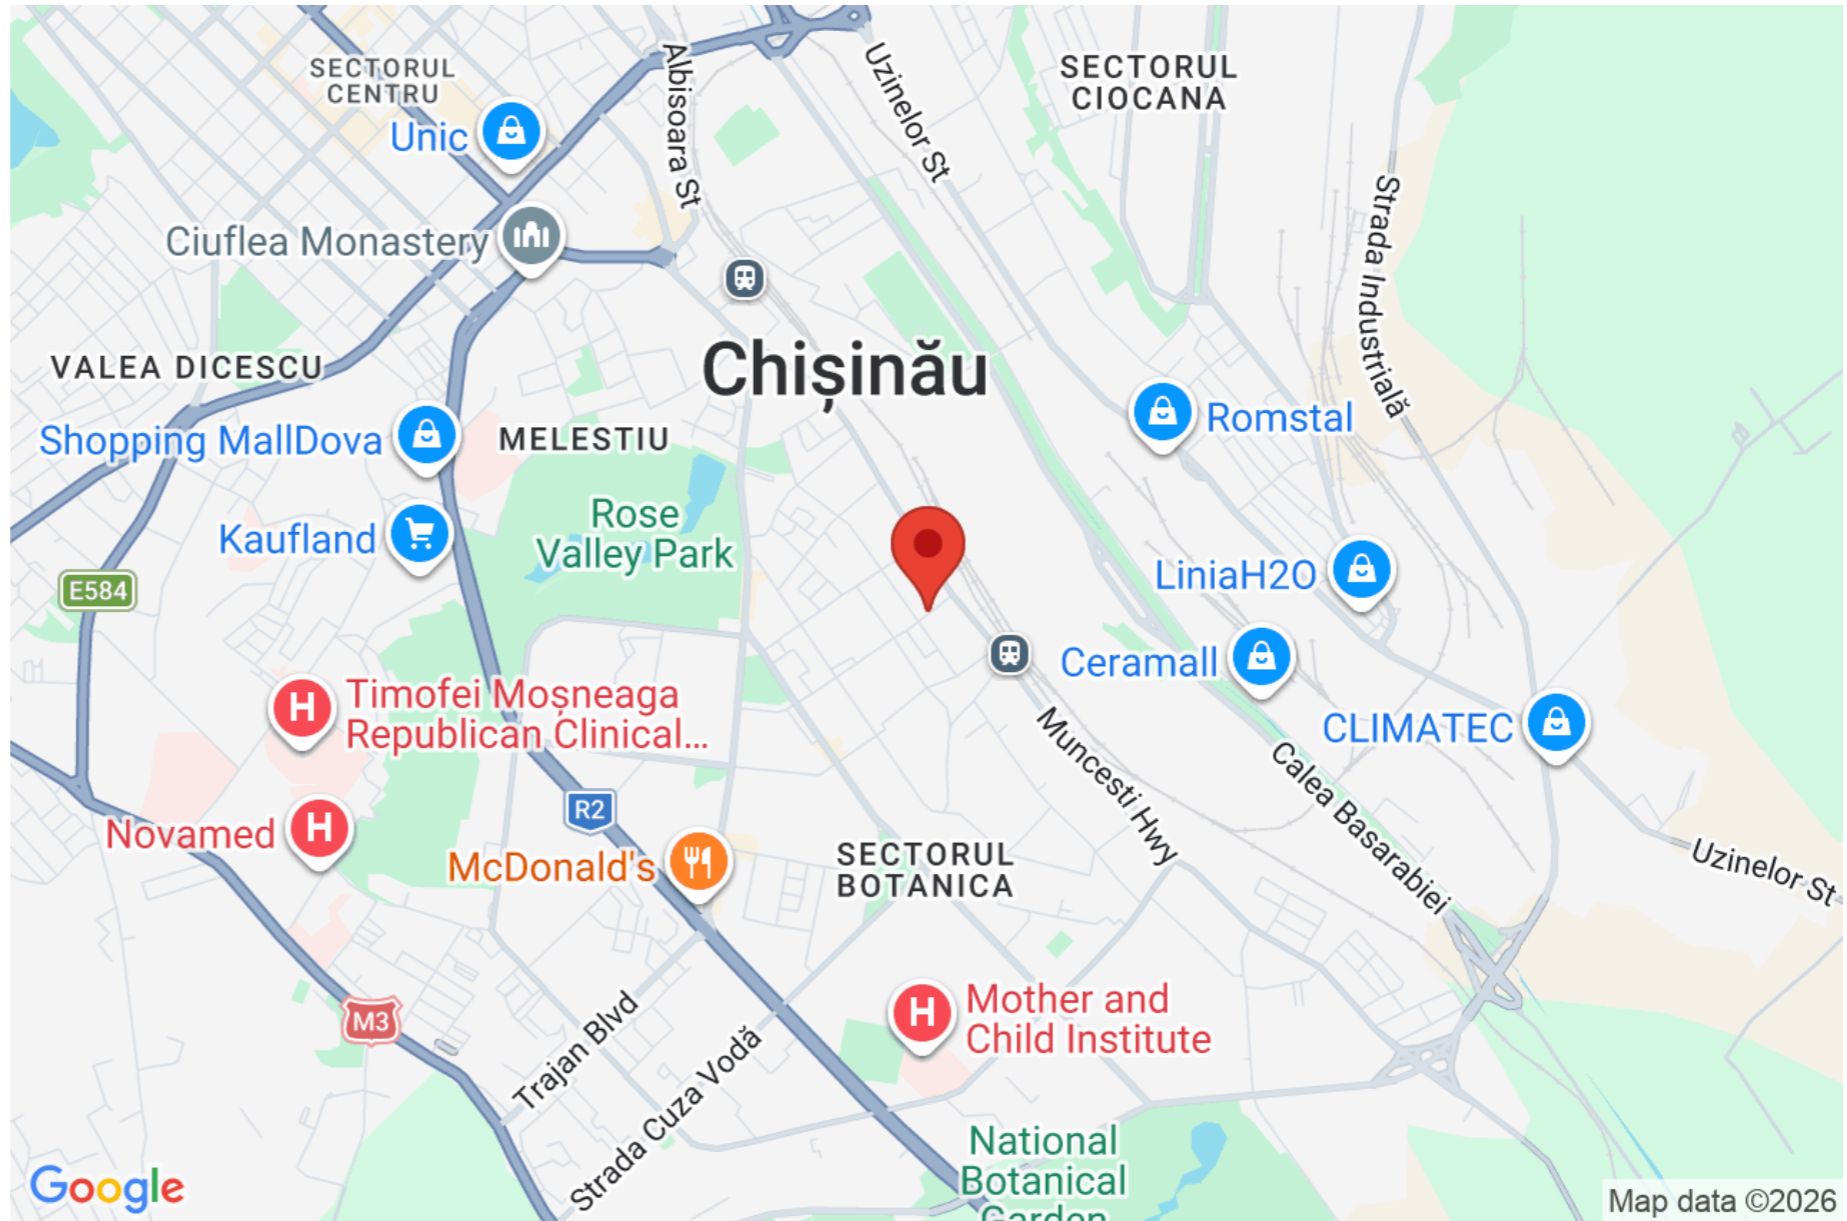 SECTORUL
CENTRU
Unic
Albisoara St
Uzinelor St
SECTORUL
CIOCANA
Ciuflea Monastery
Strada Industrială
VALEA DICESCU
Chișinău
Shopping MallDova
MELESTIU
Romstal
Kaufland
Rose
Valley Park
E584
LiniaH2O
Ceramall
Timofei Moșneaga
Republican Clinical...
Muncesti Hwy
CLIMATEC
Calea Basarabiei
R2
Novamed
McDonald's
SECTORUL
BOTANICA
Uzinelor St
M3
Mother and
Child Institute
Trajan Blvd
Strada Cuza Vodă
National
Botanical
Garden
Google
Map data ©2026
H
H
H